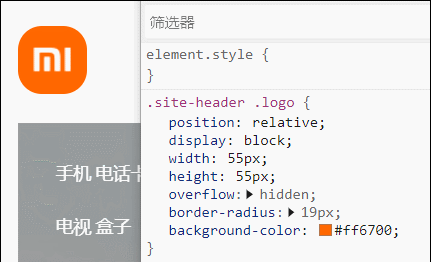 mi
筛选器
element.style {
}
.site-header .logo {
position: relative;
display: block;
width: 55px;
height: 55px;
overflow:▶ hidden;
border-radius:▶ 19px;
background-color: #ff6700;
}
手机 电话卡
电视 盒子